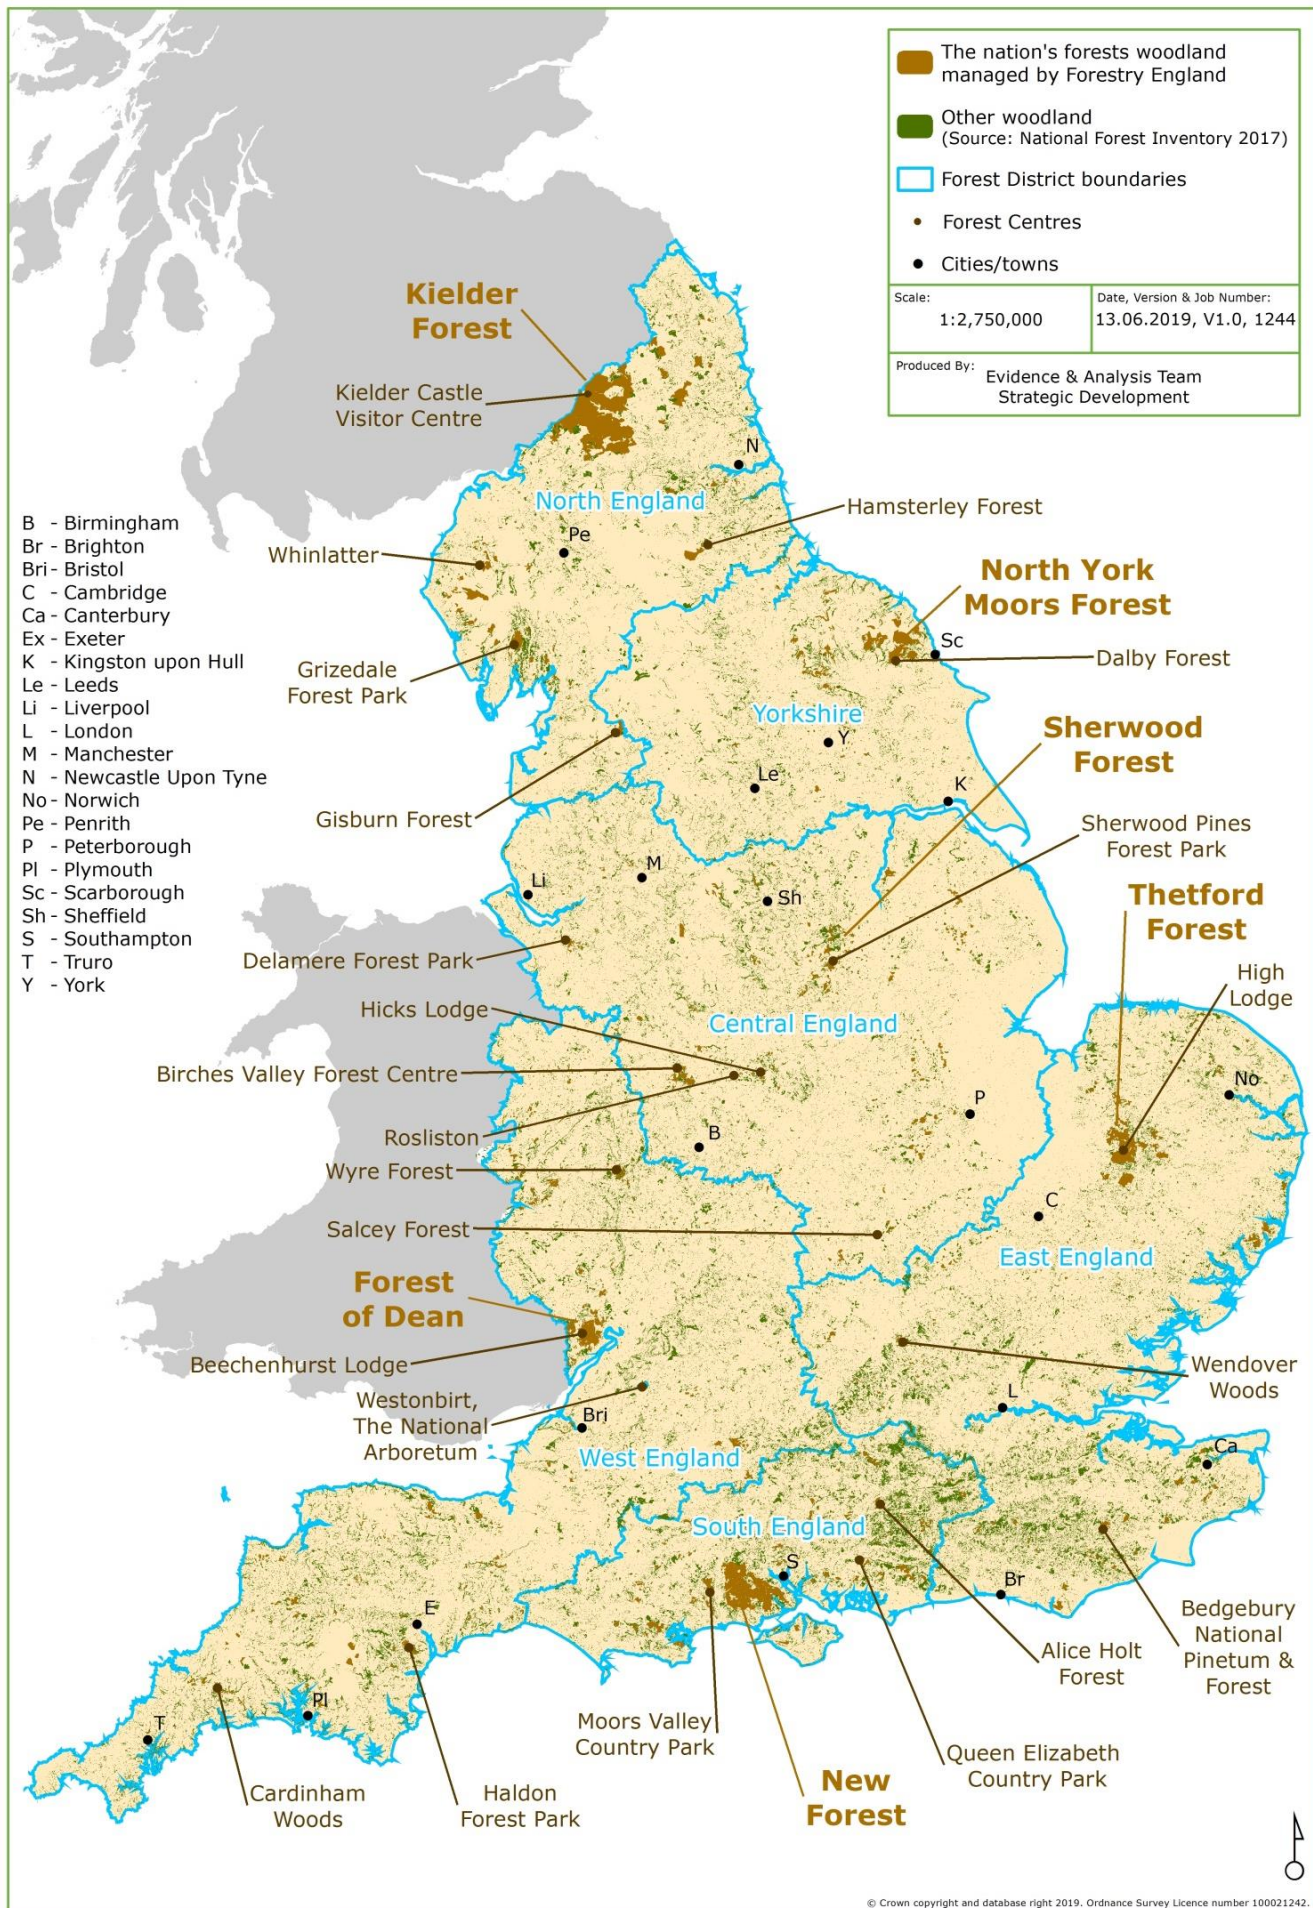 The nation's forests woodland
managed by Forestry England
Other woodland
(Source: National Forest Inventory 2017)
Forest District boundaries
Forest Centres
Cities/towns
Scale:
1:2,750,000
Date, Version & Job Number:
13.06.2019, V1.0, 1244
Produced By:
Evidence & Analysis Team
Strategic Development
Kielder
Forest
Kielder Castle
Visitor Centre
N
North England
Hamsterley Forest
Pe
Whinlatter
B - Birmingham
Br - Brighton
Bri - Bristol
C - Cambridge
Ca - Canterbury
Ex - Exeter
K - Kingston upon Hull
Le - Leeds
Li - Liverpool
L - London
M - Manchester
N - Newcastle Upon Tyne
No - Norwich
Pe - Penrith
P - Peterborough
Pl - Plymouth
Sc - Scarborough
Sh - Sheffield
S - Southampton
T - Truro
Y - York
North York
Moors Forest
Sc
Dalby Forest
Grizedale
Forest Park
Yorkshire
Y
Sherwood
Forest
Le
K
Gisburn Forest
Sherwood Pines
Forest Park
M
Li
Sh
Thetford
Forest
Delamere Forest Park
High
Lodge
Hicks Lodge
Central England
Birches Valley Forest Centre
No
P
Rosliston
B
Wyre Forest
C
Salcey Forest
East England
Forest
of Dean
Beechenhurst Lodge
Wendover
Woods
Westonbirt,
The National
Arboretum
L
Bri
Ca
West England
South England
S
Br
E
Bedgebury
National
Pinetum &
Forest
Alice Holt
Forest
Pl
T
Moors Valley
Country Park
Queen Elizabeth
Country Park
Cardinham
Woods
Haldon
Forest Park
New
Forest
© Crown copyright and database right 2019. Ordnance Survey Licence number 100021242.